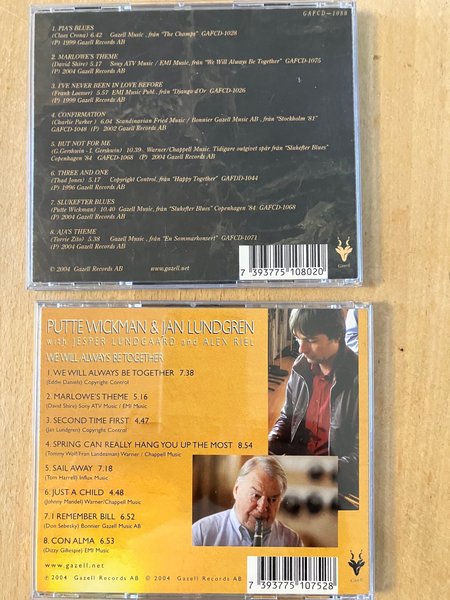 GAFCD-1080
1. PIA'S BLUES
(Claes Crona) 6.42 Gazell Music , från "The Champs" GAFCD-1028
(P) 1999 Gazell Records AB
2. MARLOWE'S THEME
(David Shire) 5.17 Sony ATV Music / EMI Music, från "We Will Always Be Together" GAFCD-1075
(P) 2004 Gazell Records AB
3. I'VE NEVER BEEN IN LOVE BEFORE
(Frank Loesser) 5.57 EMI Music Publ., från "Django d'Or" GAFCD-1026
(P) 1999 Gazell Records AB
4. CONFIRMATION
(Charlie Parker ) 6.04 Scandinavian Fried Music / Bonnier Gazell Music AB , från "Stockholm '81"
GAFCD-1048 (P) 2002 Gazell Records AB
5. BUT NOT FOR ME
(G.Gershwin - I. Gershwin) 10.39. Warner/Chappell Music. Tidigare outgivet spår från "Slukefter Blues"
Copenhagen '84 GAFCD-1068 (P) 2004 Gazell Records AB
6. THREE AND ONE
(Thad Jones) 5.17 Copyright Control, från "Happy Together" GAFDD-1044
(P) 1996 Gazell Records AB
7. SLUKEFTER BLUES
(Putte Wickman) 10.40 Gazell Music, från "Slukefter Blues" Copenhagen '84 GAFCD-1068
(P) 2004 Gazell Records AB
8. AJA'S THEME
(Torrie Zito) 5.38 Gazell Music , från "En Sommarkonsert" GAFCD-1071
(P) 2004 Gazell Records AB
© 2004 Gazell Records AB www.gazell.net
7 393775 108020
Gazell
PUTTE WICKMAN & JAN LUNDGREN
with JESPER LUNDGAARD and ALEX RIEL
WE WILL ALWAYS BE TOGETHER
1. WE WILL ALWAYS BE TOGETHER 7.38
(Eddie Daniels) Copyright Control
2. MARLOWE'S THEME 5.16
(David Shire) Sony ATV Music / EMI Music
3. SECOND TIME FIRST 4.47
(Jan Lundgren) Copyright Control
4. SPRING CAN REALLY HANG YOU UP THE MOST 8.54
(Tommy Wolf/Fran Landesman) Warner / Chappell Music
5. SAIL AWAY 7.18
(Tom Harrell) Influx Music
6. JUST A CHILD 4.48
(Johnny Mandel) Warner/Chappell Music
7. I REMEMBER BILL 6.52
(Don Sebesky) Bonnier Gazell Music AB
8. CON ALMA 6.53
(Dizzy Gillespie) EMI Music
www.gazell.net
℗ 2004 Gazell Records AB © 2004 Gazell Records AB
7 393775 107528
Gazell